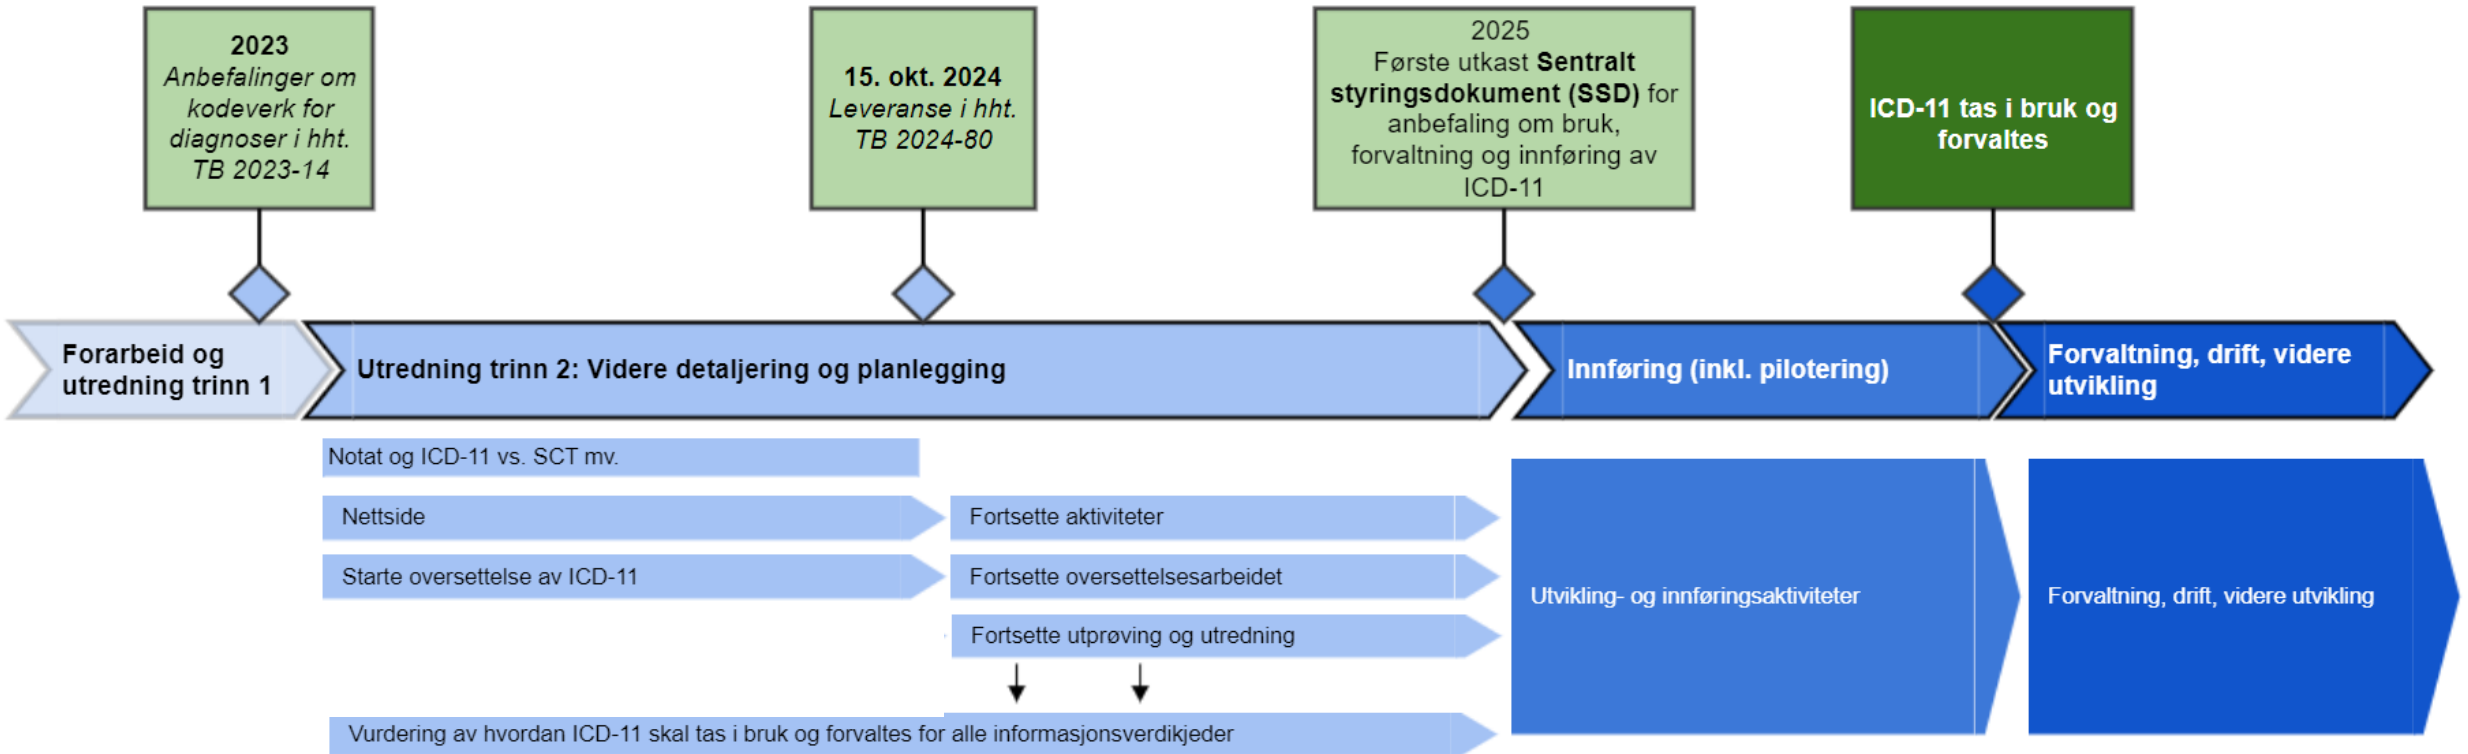 2023
Anbefalinger om
kodeverk for
diagnoser i hht.
TB 2023-14
15. okt. 2024
Leveranse i hht.
TB 2024-80
2025
Første utkast Sentralt
styringsdokument (SSD) for
anbefaling om bruk,
forvaltning og innføring av
ICD-11
ICD-11 tas i bruk og
forvaltes
Forarbeid og
utredning trinn 1
Utredning trinn 2: Videre detaljering og planlegging
Innføring (inkl. pilotering)
Forvaltning, drift, videre
utvikling
Notat og ICD-11 vs. SCT mv.
Nettside
Fortsette aktiviteter
Starte oversettelse av ICD-11
Fortsette oversettelsesarbeidet
Fortsette utprøving og utredning
Vurdering av hvordan ICD-11 skal tas i bruk og forvaltes for alle informasjonsverdikjeder
Utvikling- og innføringsaktiviteter
Forvaltning, drift, videre utvikling